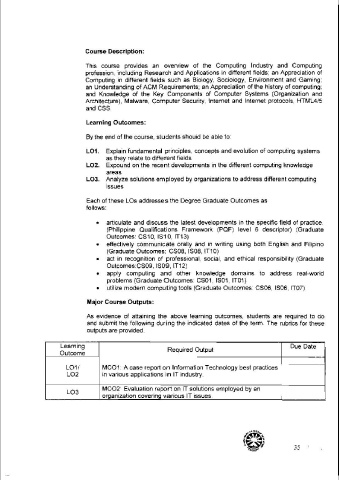 Course Description:
This course provides an overview of the Computing Industry and Computing
profession, including Research and Applications in different fields; an Appreciation of
Computing in different fields such as Biology, Sociology, Environment and Gaming;
an Understanding of ACM Requirements; an Appreciation of the history of computing;
and Knowledge of the Key Components of Computer Systems (Organization and
Architecture), Malware, Computer Security, Internet and Internet protocols, HTML4/5
and CSS
Learning Outcomes:
By the end of the course, students should be able to:
LO1. Explain fundamental principles, concepts and evolution of computing systems
as they relate to different fields
LO2. Expound on the recent developments in the different computing knowledge
areas.
LO3. Analyze solutions employed by organizations to address different computing
issues
Each of these LOs addresses the Degree Graduate Outcomes as
follows:
• articulate and discuss the latest developments in the specific field of practice.
(Philippine Qualifications Framework (PQF) level 6 descriptor) (Graduate
Outcomes: CS10, IS10, IT13)
• effectively communicate orally and in writing using both English and Filipino
(Graduate Outcomes: CS08, IS08, IT10)
• act in recognition of professional, social, and ethical responsibility (Graduate
Outcomes:CS09, IS09, IT12)
• apply computing and other knowledge domains to address real-world
problems (Graduate Outcomes: CS01, IS01, IT01)
• utilize modern computing tools (Graduate Outcomes: CS06, IS06, IT07)
Major Course Outputs:
As evidence of attaining the above learning outcomes, students are required to do
and submit the following during the indicated dates of the term. The rubrics for these
outputs are provided.
Learning Outcome
Required Output
Due Date
LO1/ LO2
MCO1: A case report on Information Technology best practices
in various applications im IT industry.
LO3
MCO2: Evaluation report on IT solutions employed by an
organization covering various IT issues
35